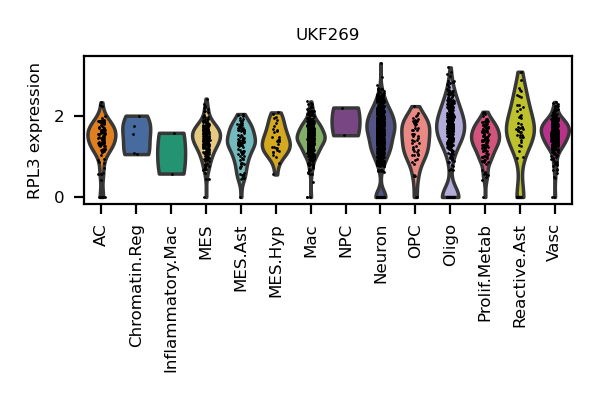 UKF269
RPL3 expression
2
0
AC
Chromatin.Reg
Inflammatory.Mac
MES
MES.Ast
MES.Hyp
Mac
NPC
Neuron
OPC
Oligo
Prolif.Metab
Reactive.Ast
Vasc